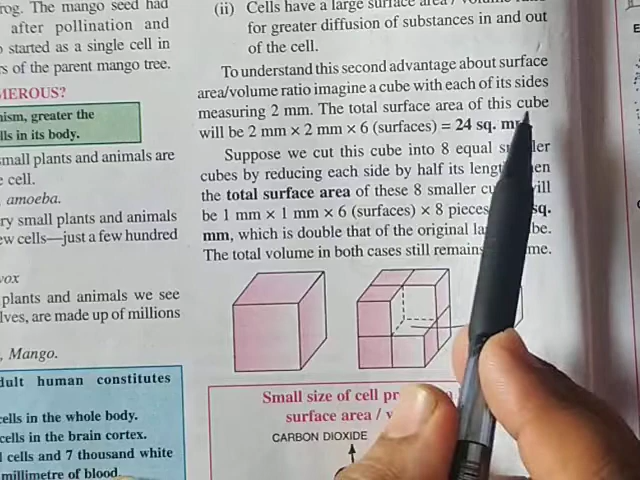 rog. The mango seed had
after pollination and
started as a single cell in
rs of the parent mango tree.
MEROUS?
nism, greater the
lls in its body.
small plants and animals are
e cell.
amoeba.
ry small plants and animals
ew cells—just a few hundred
vox
plants and animals we see
lves, are made up of millions
, Mango.
dult human constitutes
cells in the whole body.
cells in the brain cortex.
l cells and 7 thousand white
millimetre of blood.
(ii) Cells have a large surface area / volume
for greater diffusion of substances in and out
of the cell.
To understand this second advantage about surface
area/volume ratio imagine a cube with each of its sides
measuring 2 mm. The total surface area of this cube
will be 2 mm × 2 mm × 6 (surfaces) = 24 sq. mm.
Suppose we cut this cube into 8 equal
cubes by reducing each side by half its
the total surface area of these 8 smaller
be 1 mm × 1 mm × 6 (surfaces) × 8 pieces sq.
mm, which is double that of the original
The total volume in both cases still remains
Small size of cell
surface area /
CARBON DIOXIDE